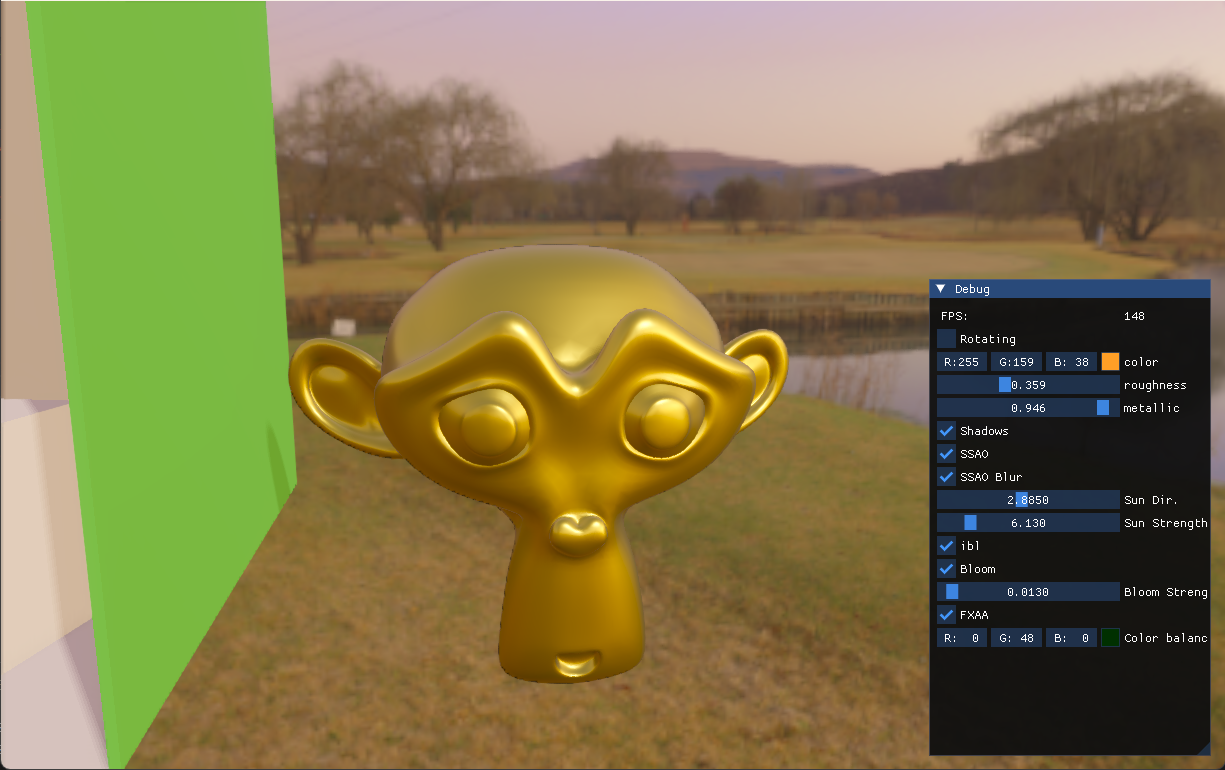 Debug
FPS: 148
Rotating
R:255 G:159 B: 38 color
0.359 roughness
0.946 metallic
Shadows
SSAO
SSAO Blur
2.8850 Sun Dir.
6.130 Sun Strength
ibl
Bloom
0.0130 Bloom Streng
FXAA
R: 0 G: 48 B: 0 Color balanc